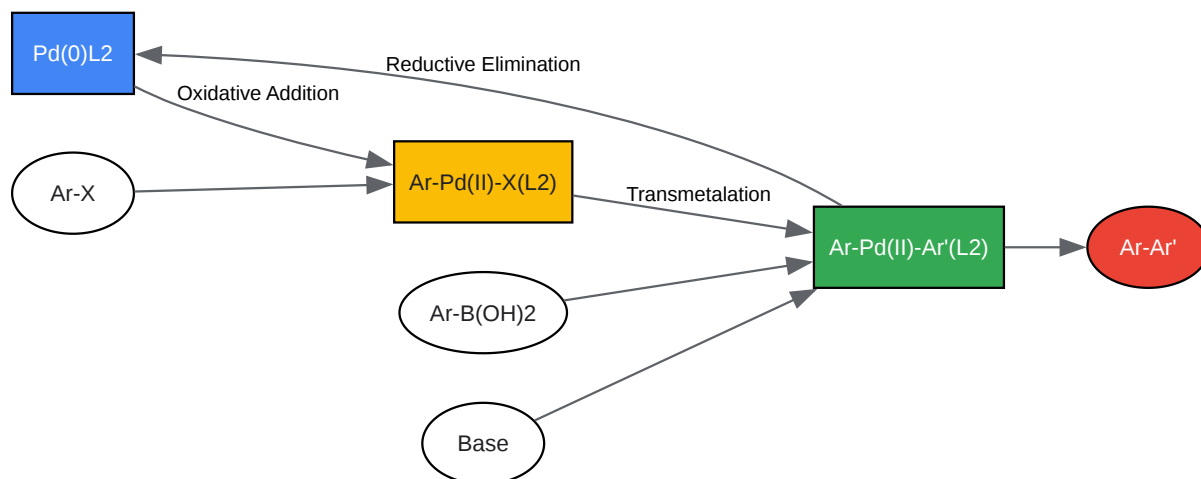 Pd(0)L2
Reductive Elimination
Oxidative Addition
Ar-X
Ar-Pd(II)-X(L2)
Transmetalation
Ar-Pd(II)-Ar'(L2)
Ar-Ar'
Ar-B(OH)2
Base